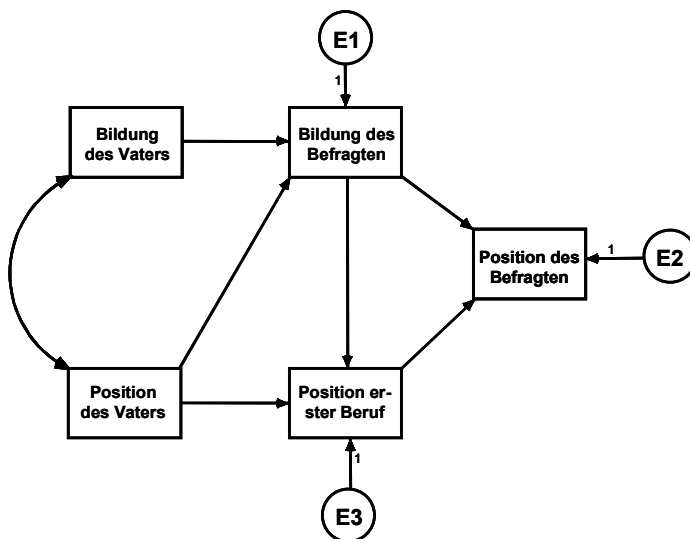 E1
1
Bildung
des Vaters
Bildung des
Befragten
Position des
Befragten
1
E2
Position
des Vaters
Position er-
ster Beruf
1
E3